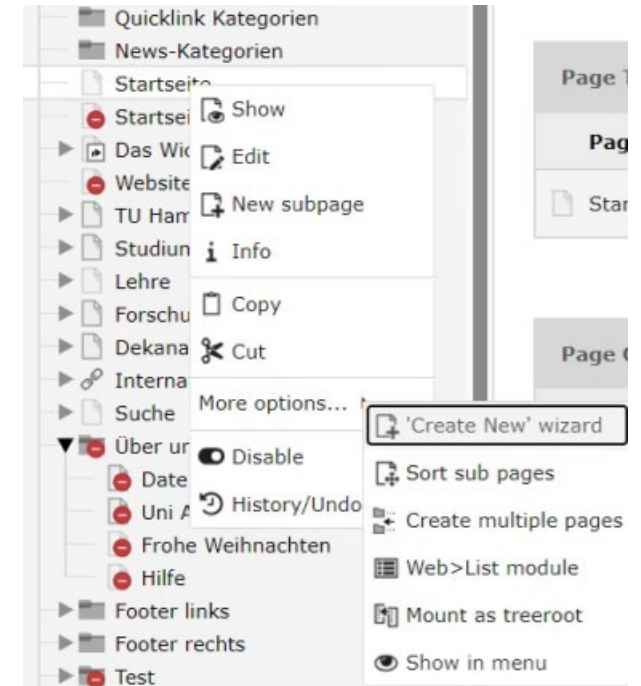 Quicklink Kategorien
News-Kategorien
Startseite
Startsei
Das Wic
Website
TU Ham
Studiun
Lehre
Forschu
Dekana
Interna
Suche
Über ur
Date
Uni A
Frohe Weihnachten
Hilfe
Footer links
Footer rechts
Test
Show
Edit
New subpage
Info
Copy
Cut
More options...
Disable
History/Undo
'Create New' wizard
Sort sub pages
Create multiple pages
Web>List module
Mount as treeroot
Show in menu
Page T
Pag
Star
Page